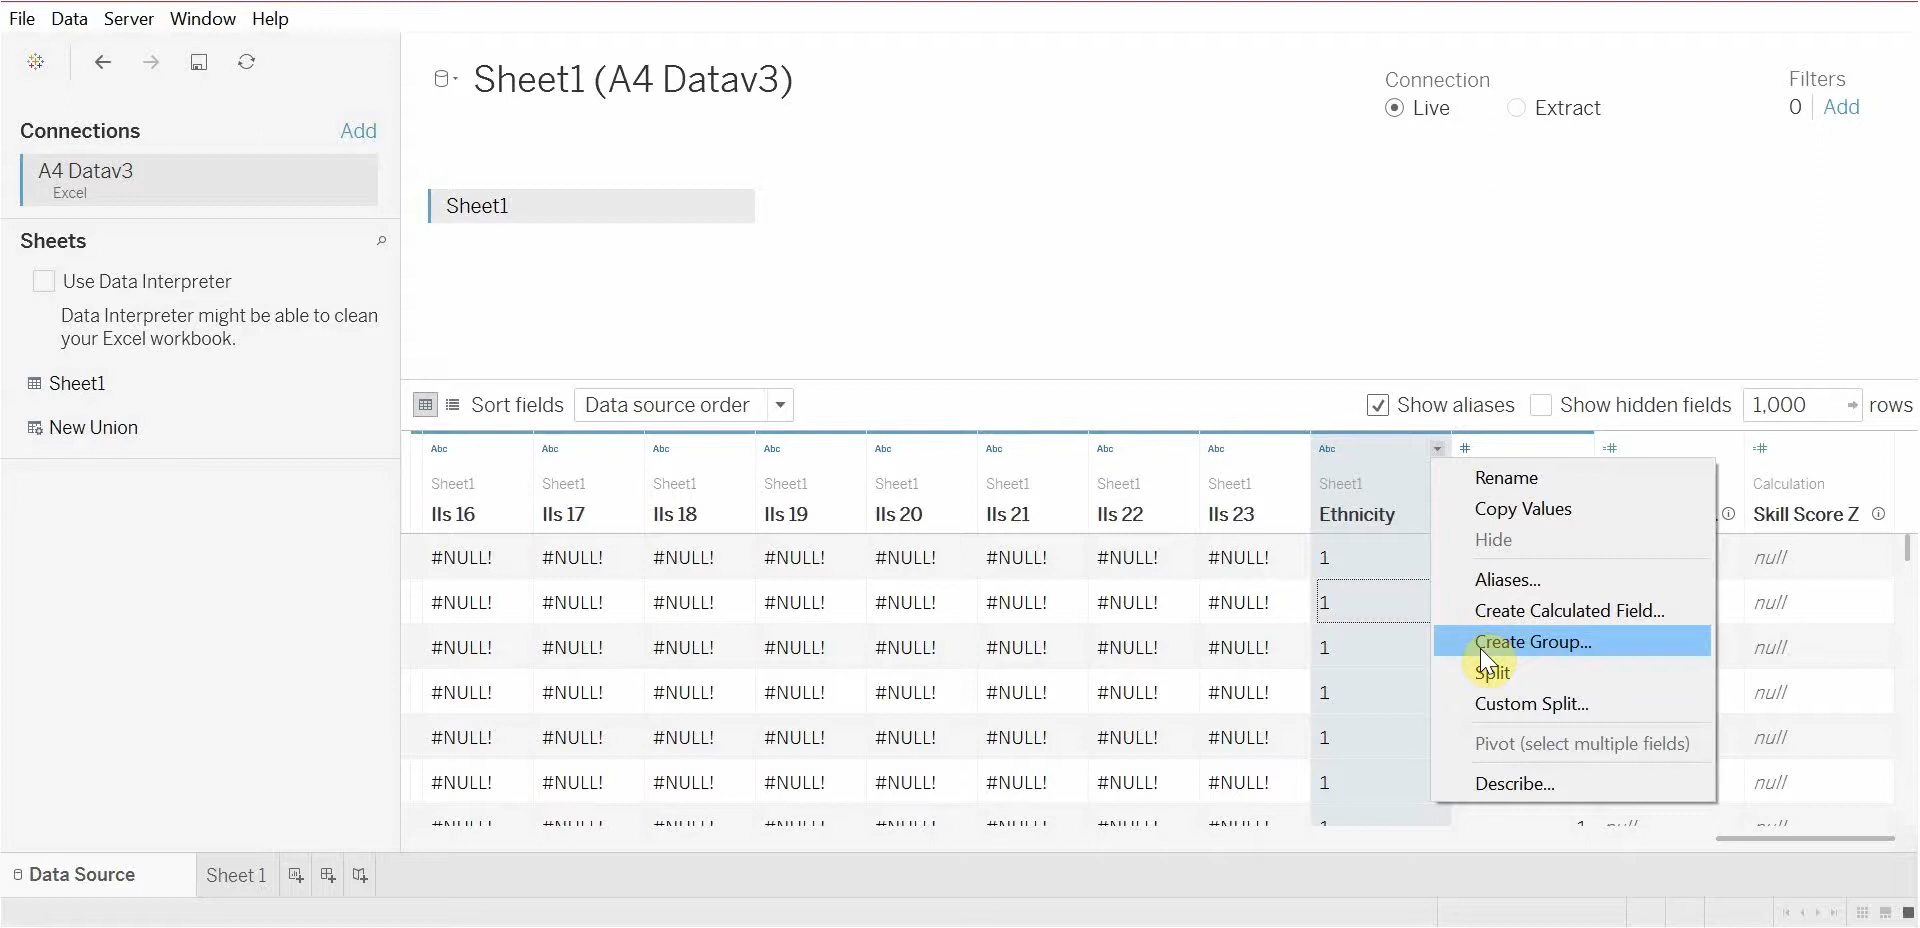 File Data Server Window Help
Sheet1 (A4 Datav3)
Connection
Live Extract
Filters
0 Add
Connections Add
A4 Datav3
Excel
Sheet1
Sheets
Use Data Interpreter
Data Interpreter might be able to clean
your Excel workbook.
Sheet1
New Union
Sort fields Data source order Show aliases Show hidden fields 1,000 rows
Abc Abc Abc Abc Abc Abc Abc Abc Abc # =# =#
Sheet1 Sheet1 Sheet1 Sheet1 Sheet1 Sheet1 Sheet1 Sheet1 Sheet1 Calculation
IIs 16 IIs 17 IIs 18 IIs 19 IIs 20 IIs 21 IIs 22 IIs 23 Ethnicity Skill Score Z
#NULL! #NULL! #NULL! #NULL! #NULL! #NULL! #NULL! #NULL! 1 null
#NULL! #NULL! #NULL! #NULL! #NULL! #NULL! #NULL! #NULL! 1 null
#NULL! #NULL! #NULL! #NULL! #NULL! #NULL! #NULL! #NULL! 1 null
#NULL! #NULL! #NULL! #NULL! #NULL! #NULL! #NULL! #NULL! 1 null
#NULL! #NULL! #NULL! #NULL! #NULL! #NULL! #NULL! #NULL! 1 null
#NULL! #NULL! #NULL! #NULL! #NULL! #NULL! #NULL! #NULL! 1 null
Rename
Copy Values
Hide
Aliases...
Create Calculated Field...
Create Group...
Split
Custom Split...
Pivot (select multiple fields)
Describe...
Data Source Sheet 1